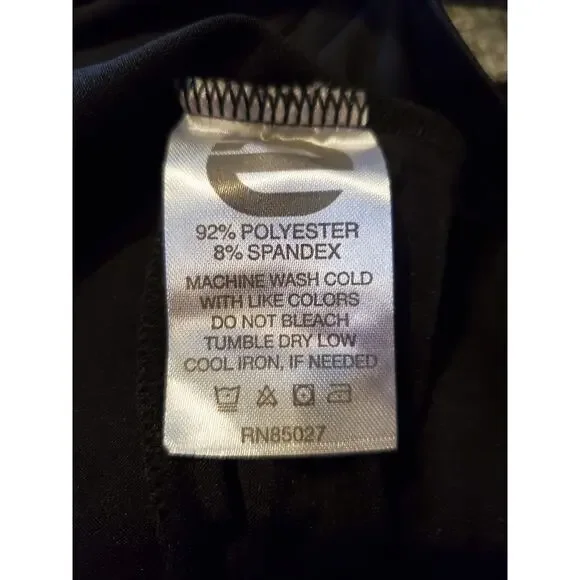 92% POLYESTER
8% SPANDEX
MACHINE WASH COLD
WITH LIKE COLORS
DO NOT BLEACH
TUMBLE DRY LOW
COOL IRON, IF NEEDED
RN85027